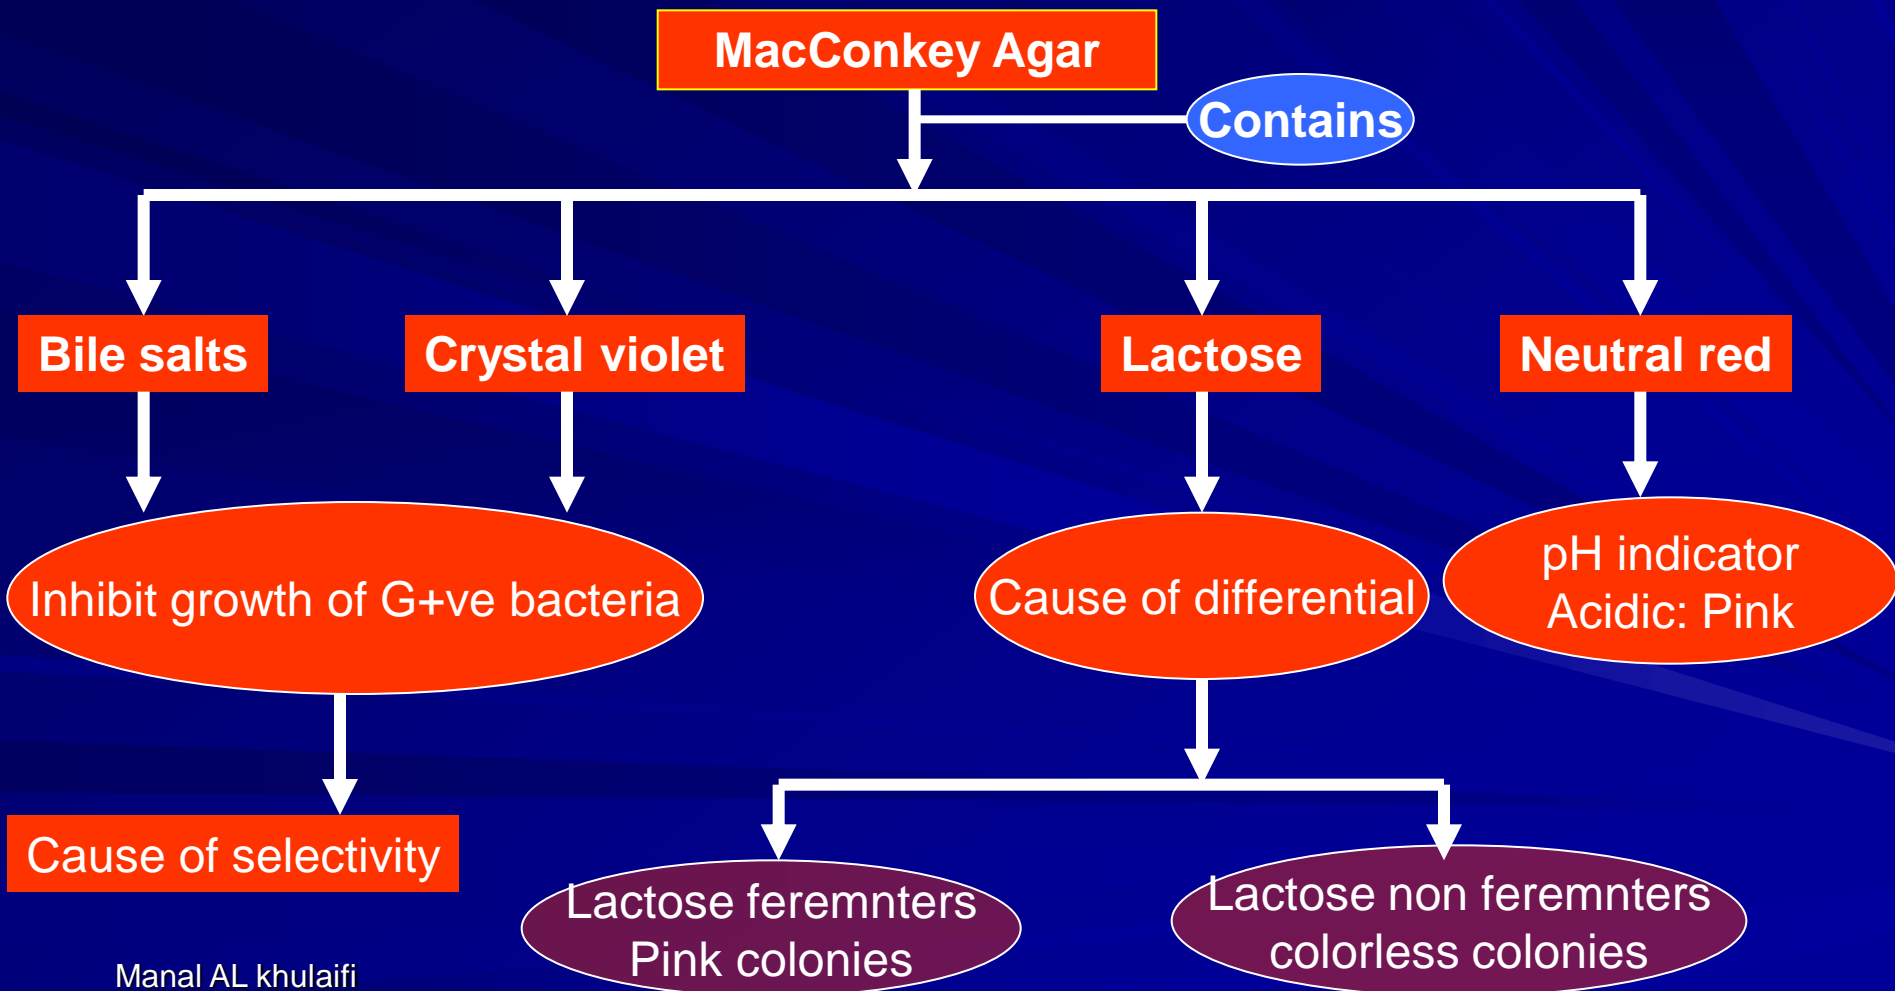 MacConkey Agar
Contains
Bile salts
Crystal violet
Lactose
Neutral red
Inhibit growth of G+ve bacteria
Cause of differential
pH indicator
Acidic: Pink
Cause of selectivity
Lactose feremnters
Pink colonies
Lactose non feremnters
colorless colonies
Manal AL khulaifi